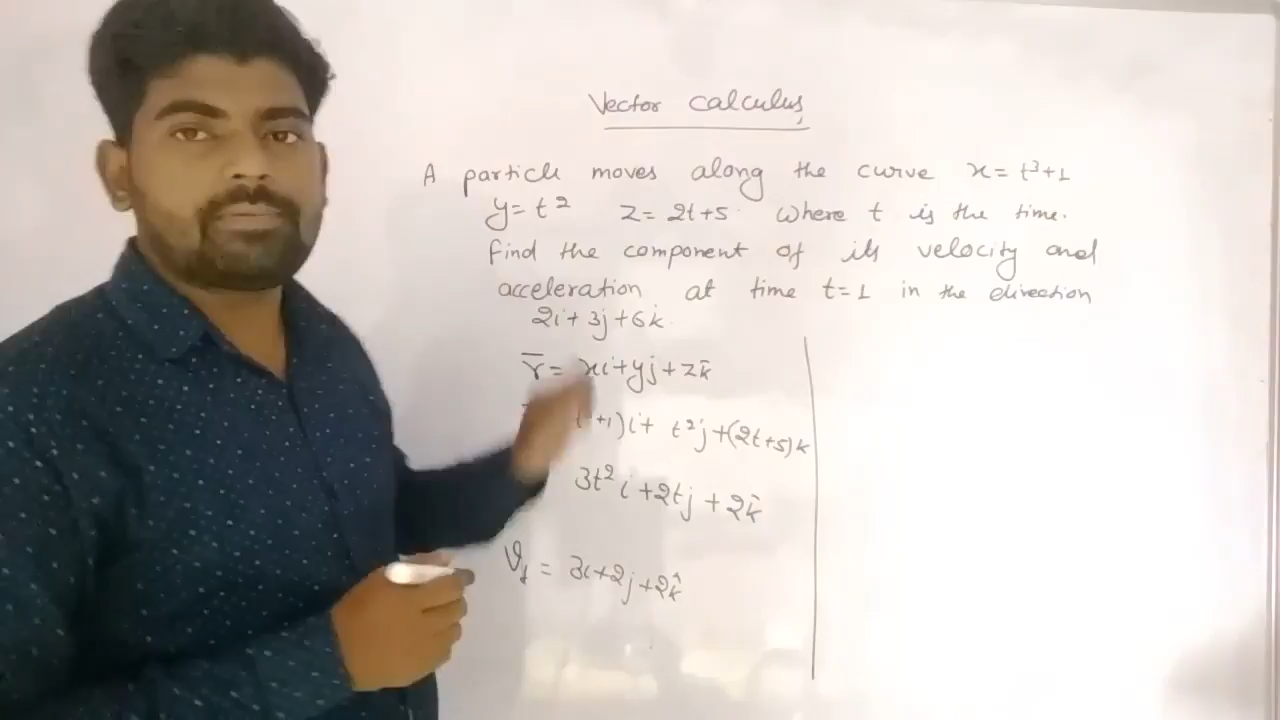 Vector calculus,
A particle moves along the curve x = t³+1
y = t² z = 2t+5. Where t is the time.
find the component of its velocity and
acceleration at time t=1 in the direction
2i + 3j + 6k.
r̅ = xi + yj + zk̅
+1)i + t²j + (2t+5)k
3t² i + 2tj + 2k̂
= 3i + 2j + 2k̂